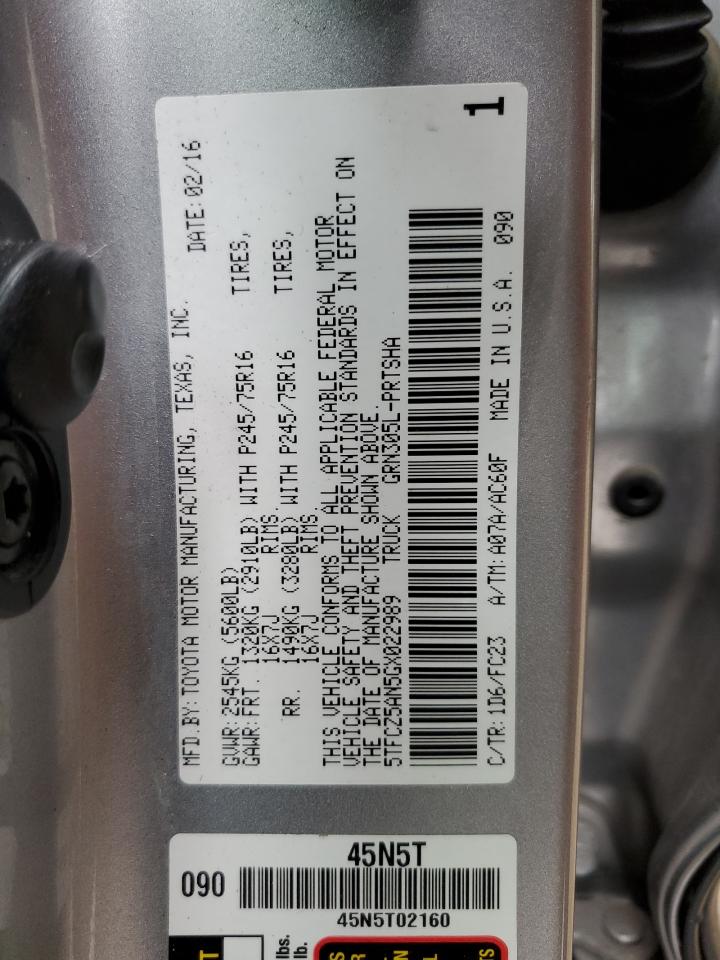 MFD.BY: TOYOTA MOTOR MANUFACTURING, TEXAS, INC.
DATE: 02/16
GVWR: 2545KG (5600LB)
GAWR: FRT. 1320KG (2910LB) WITH P245/75R16 TIRES,
16X7J RIMS.
RR. 1490KG (3280LB) WITH P245/75R16 TIRES,
16X7J RIMS.
THIS VEHICLE CONFORMS TO ALL APPLICABLE FEDERAL MOTOR
VEHICLE SAFETY AND THEFT PREVENTION STANDARDS IN EFFECT ON
THE DATE OF MANUFACTURE SHOWN ABOVE.
5TFCZ5AN5GX022989 TRUCK GRN305L-PRTSHA
C/TR: 1D6/FC23 A/TM: A07A/AC60F MADE IN U.S.A. 090
1
45N5T
090
45N5T02160
lbs.
lb.